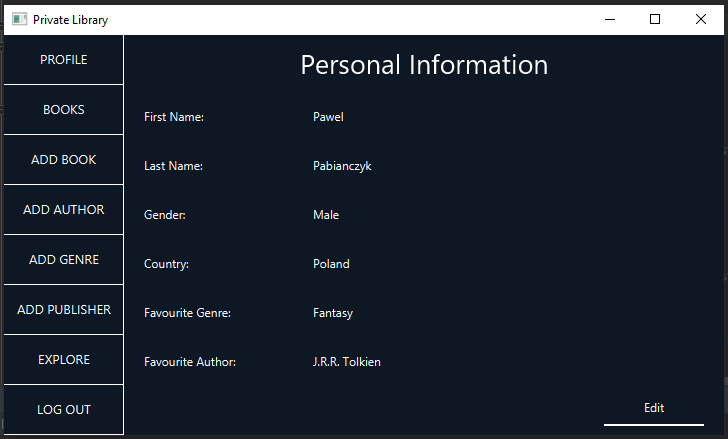 Private Library
PROFILE
BOOKS
ADD BOOK
ADD AUTHOR
ADD GENRE
ADD PUBLISHER
EXPLORE
LOG OUT
Personal Information
First Name: Pawel
Last Name: Pabianczyk
Gender: Male
Country: Poland
Favourite Genre: Fantasy
Favourite Author: J.R.R. Tolkien
Edit